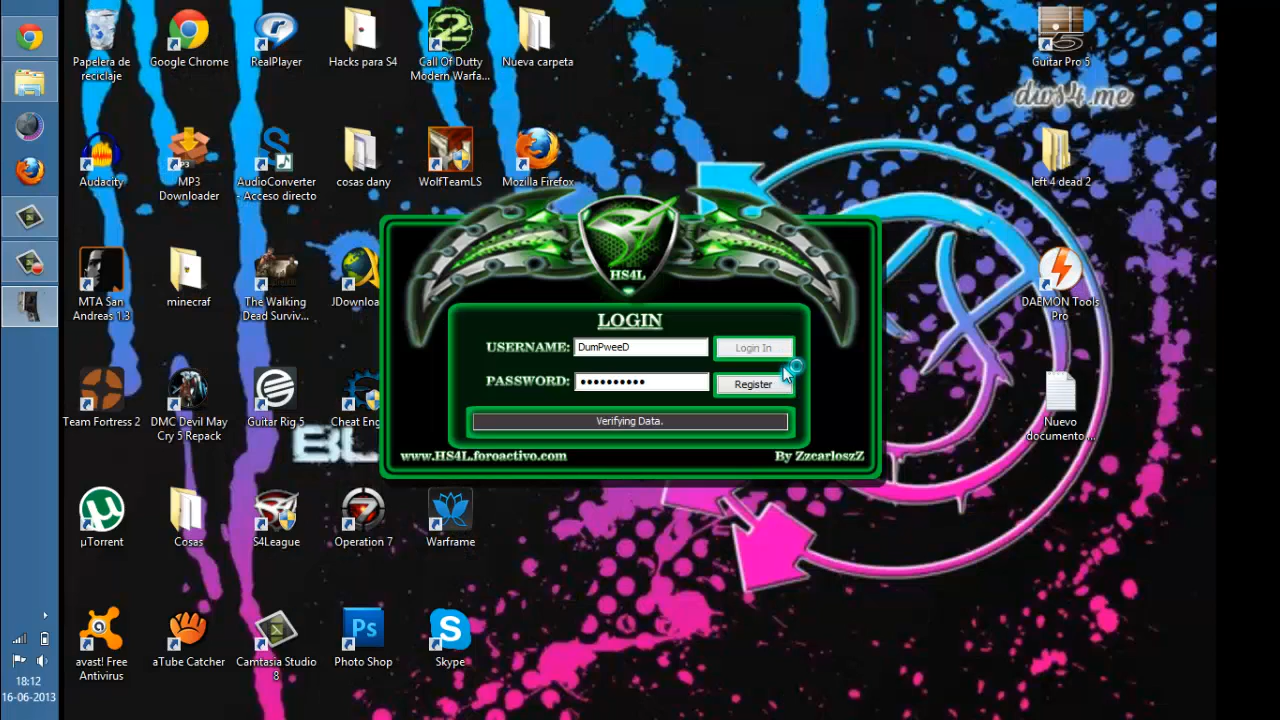 Papelera de
reciclaje
Google Chrome
RealPlayer
Hacks para S4
Call Of Dutty
Modern Warfa...
Nueva carpeta
Guitar Pro 5
dws4.me
Audacity
MP3
Downloader
AudioConverter
- Acceso directo
cosas dany
WolfTeamLS
Mozilla Firefox
left 4 dead 2
MTA San
Andreas 1.3
minecraf
The Walking
Dead Surviv...
JDownloa
DAEMON Tools
Pro
HS4L
LOGIN
USERNAME:
DumPweeD
Login In
PASSWORD:
••••••••••
Register
Verifying Data.
www.HS4L.foroactivo.com
By ZzcarloszZ
Team Fortress 2
DMC Devil May
Cry 5 Repack
Guitar Rig 5
Cheat Eng
Nuevo
documento ...
BL
µTorrent
Cosas
S4League
Operation 7
Warframe
avast! Free
Antivirus
aTube Catcher
Camtasia Studio
8
Ps
Photo Shop
Skype
18:12
16-06-2013